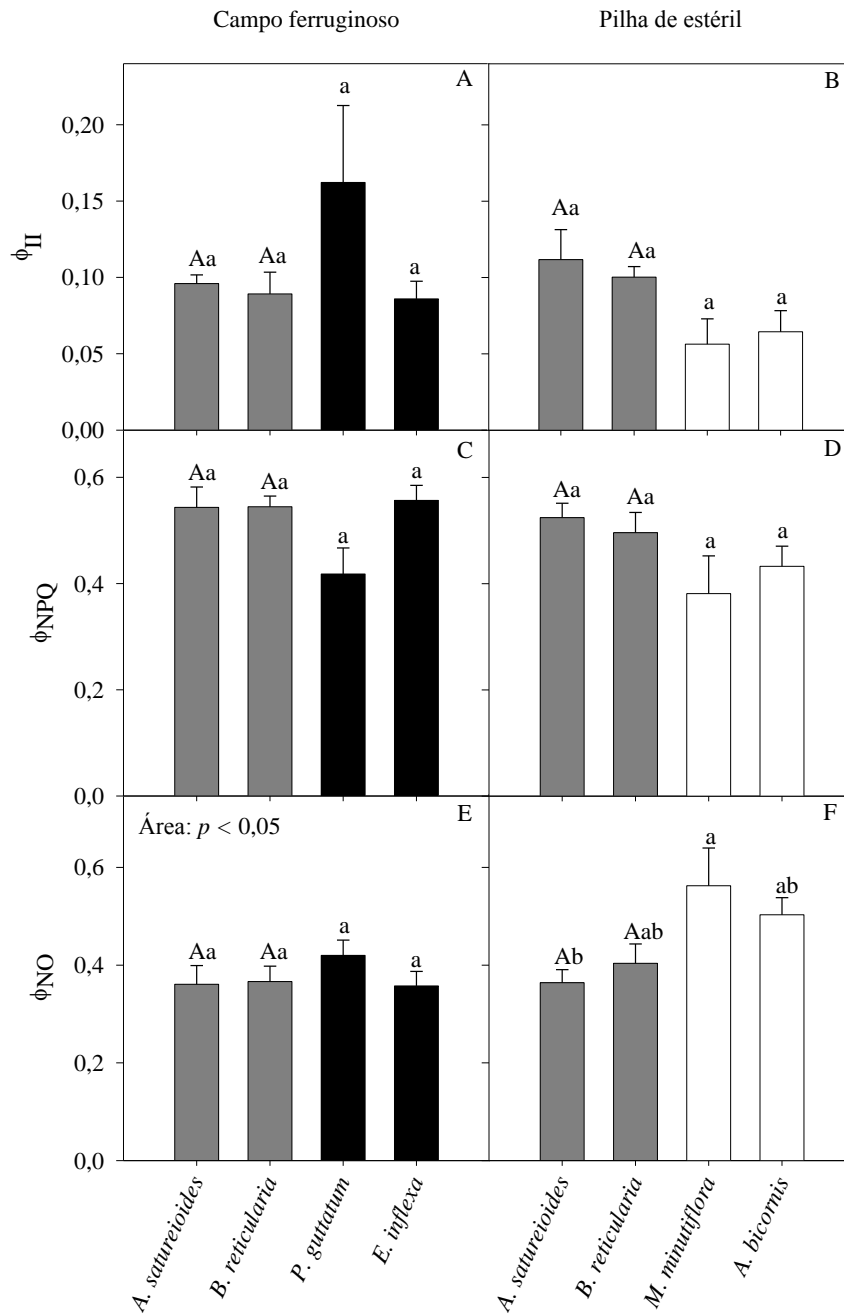 Campo ferruginoso
Pilha de estéril
A
B
0,20
0,15
0,10
0,05
0,00
ϕII
Aa
Aa
a
a
Aa
Aa
a
a
C
D
0,6
0,4
0,2
0,0
ϕNPQ
Aa
Aa
a
a
Aa
Aa
a
a
E
F
Área: p < 0,05
0,6
0,4
0,2
0,0
ϕNO
Aa
Aa
a
a
Ab
Aab
a
ab
A. satureioides
B. reticularia
P. guttatum
E. inflexa
A. satureioides
B. reticularia
M. minutiflora
A. bicornis